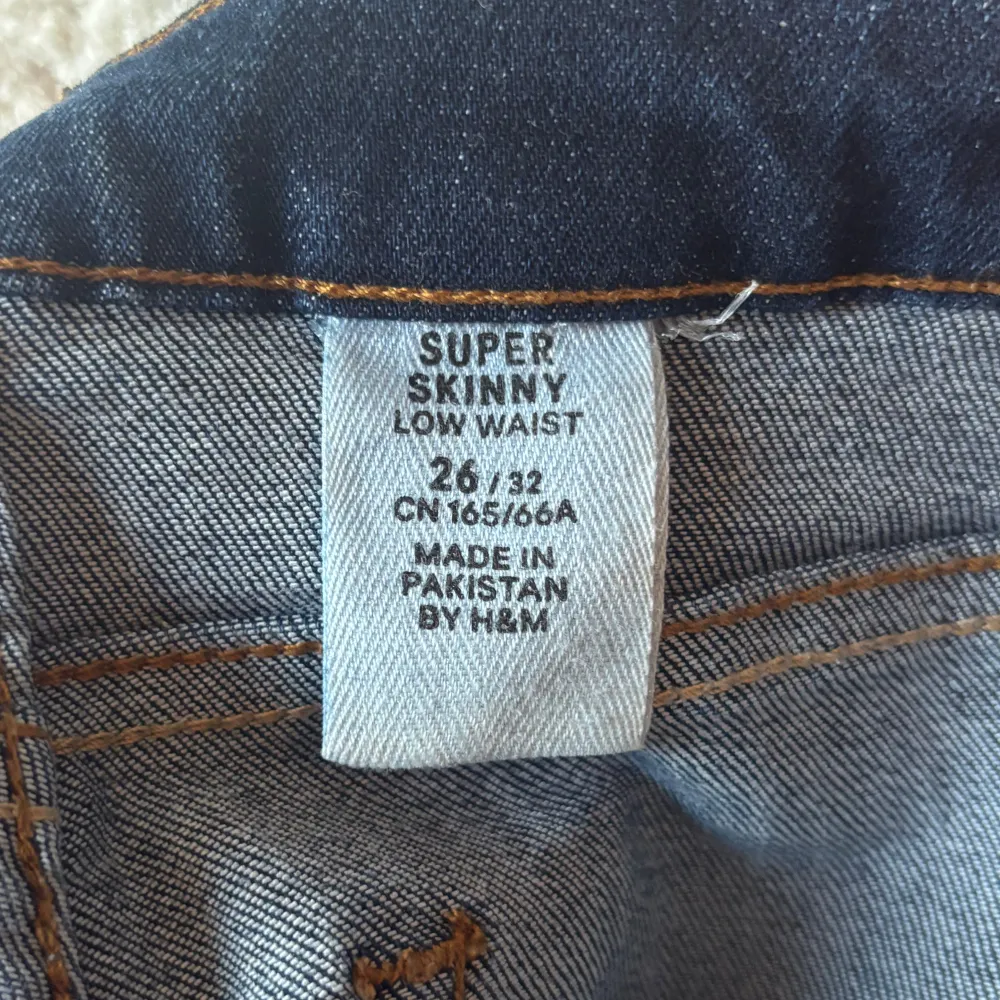 SUPER
SKINNY
LOW WAIST
26 / 32
CN 165/66A
MADE IN
PAKISTAN
BY H&M